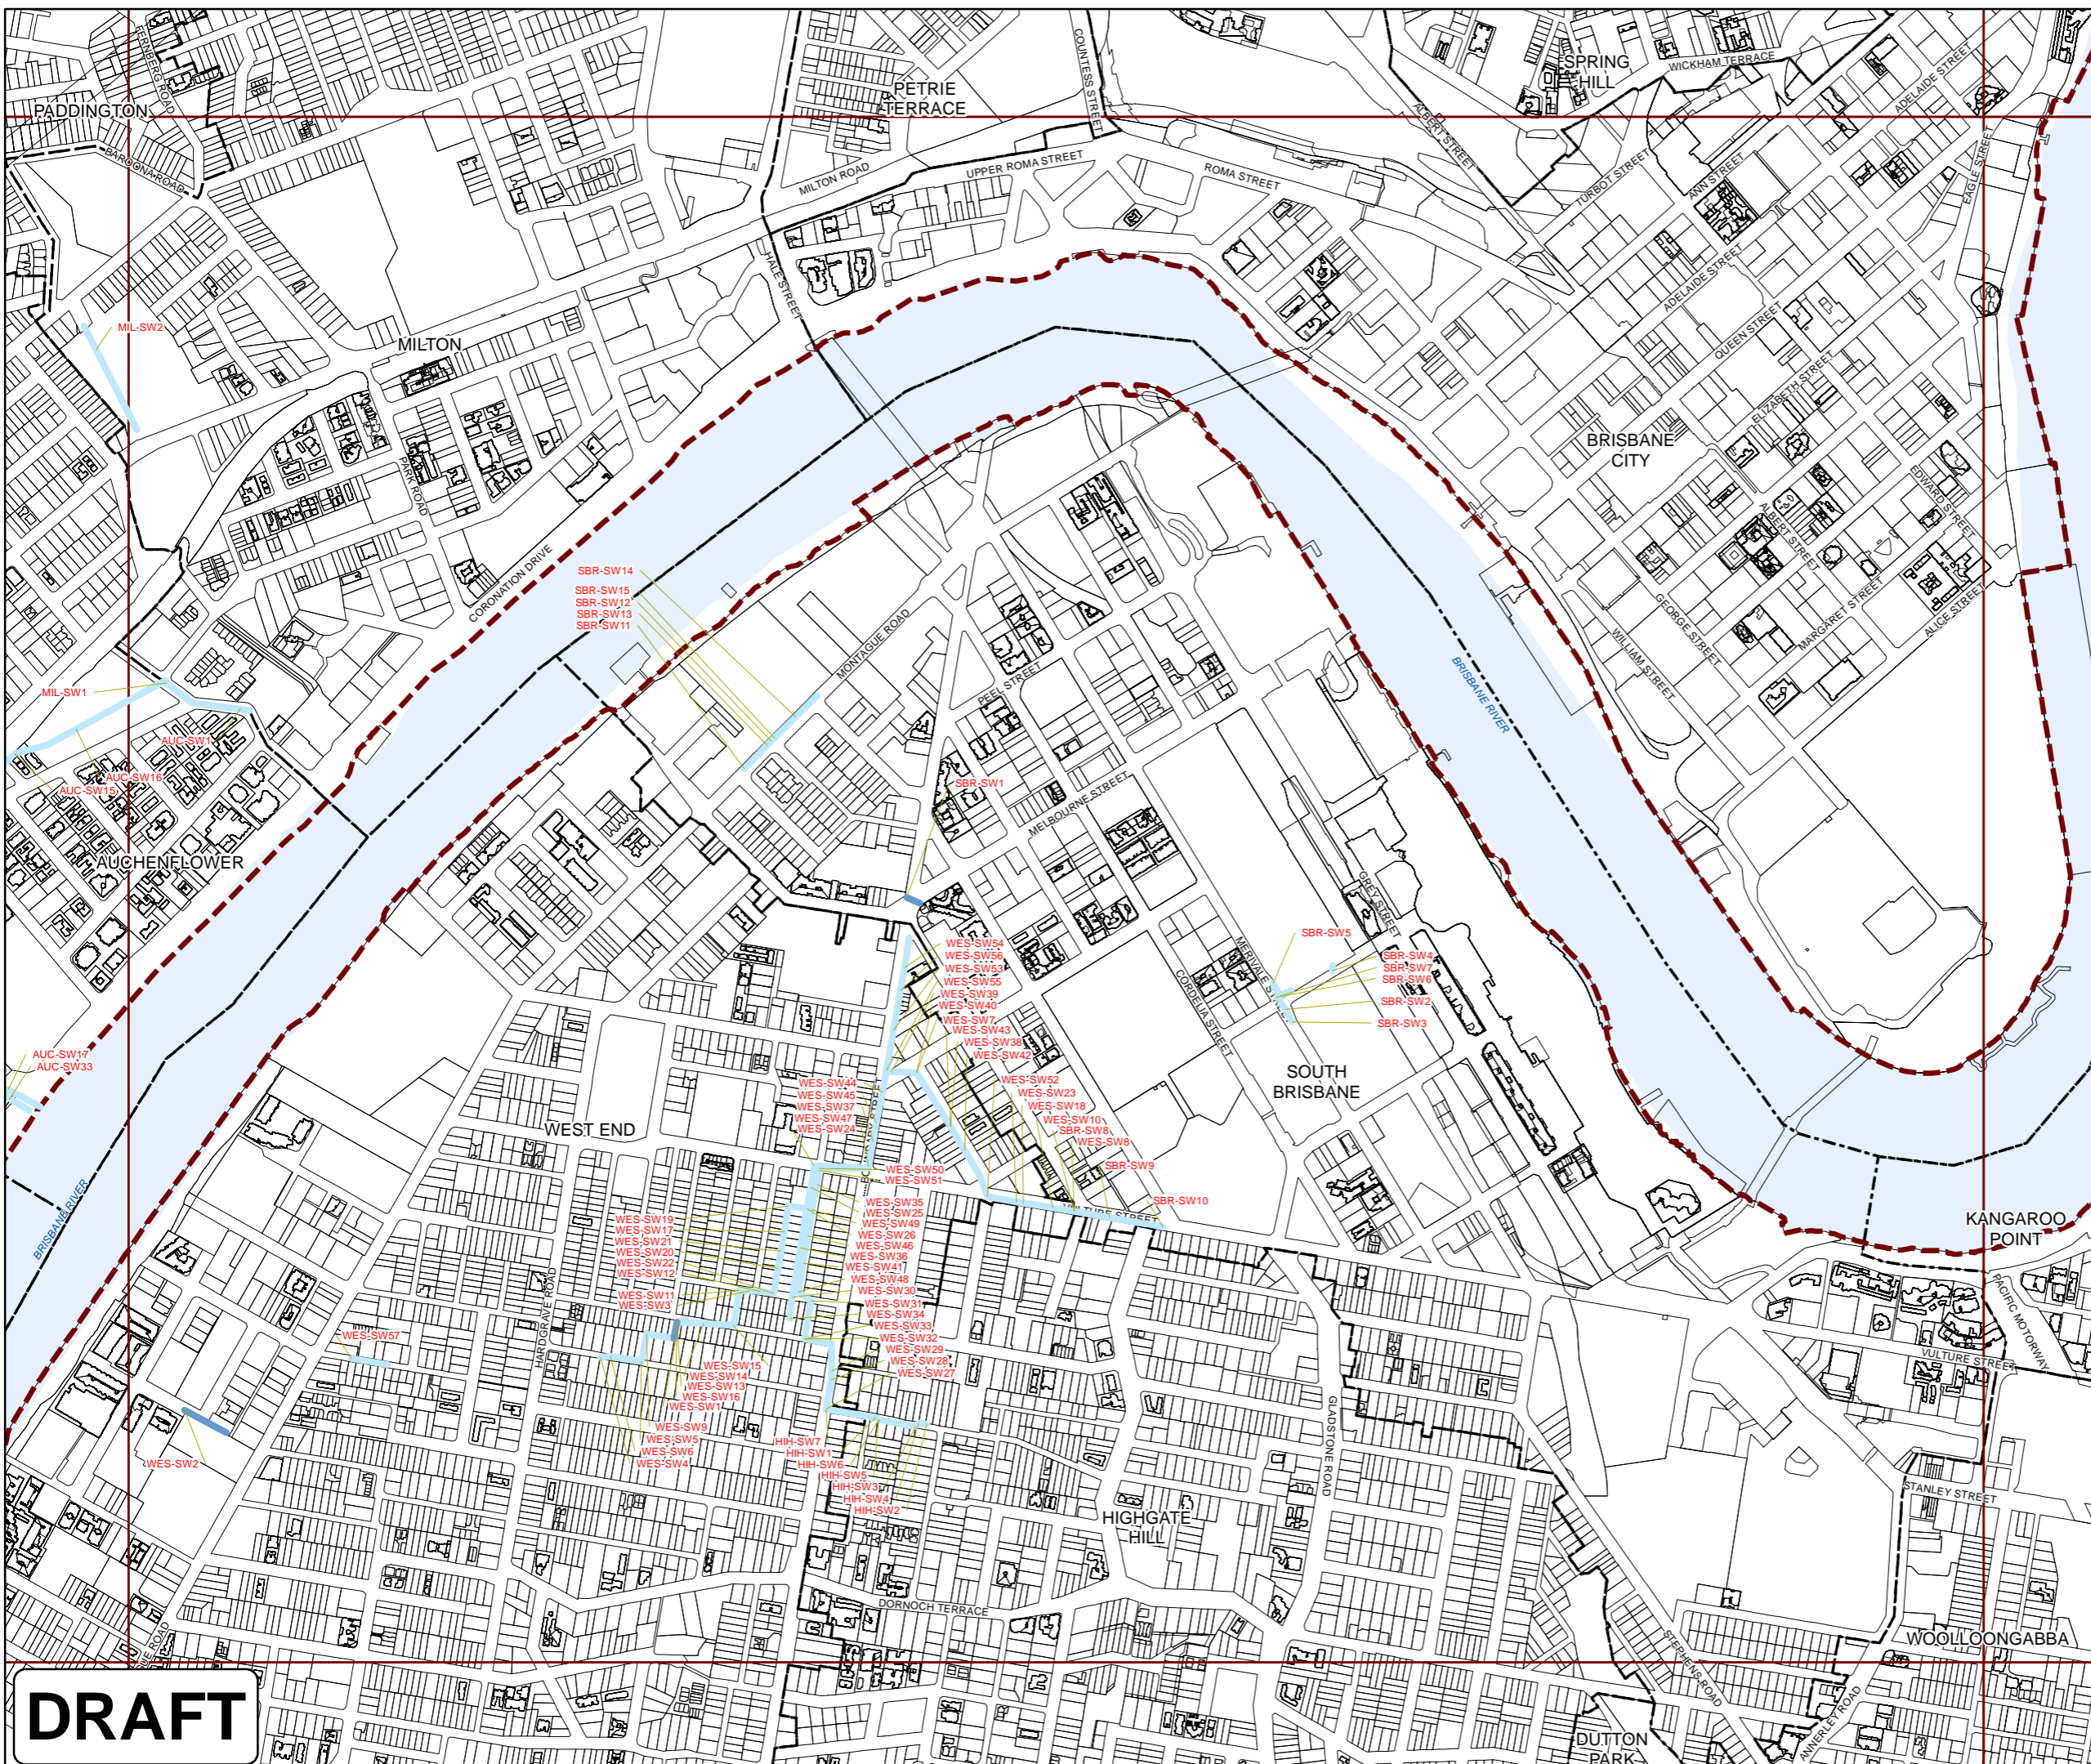 FERNBERG ROAD
COUNTESS STREET
SPRING
HILL
WICKHAM TERRACE
ADELAIDE STREET
PETRIE
TERRACE
PADDINGTON
ALBERT STREET
BAROONA ROAD
MILTON ROAD
UPPER ROMA STREET
ROMA STREET
TURBOT STREET
ANN STREET
EAGLE STREET
HALE STREET
ADELAIDE STREET
QUEEN STREET
MIL-SW2
MILTON
ELIZABETH STREET
BRISBANE
CITY
PARK ROAD
EDWARD STREET
ALBERT STREET
CORONATION DRIVE
SBR-SW14
SBR-SW15
SBR-SW12
SBR-SW13
SBR-SW11
MONTAGUE ROAD
GEORGE STREET
MARGARET STREET
ALICE STREET
WILLIAM STREET
PEEL STREET
BRISBANE RIVER
MIL-SW1
AUC-SW1
AUC-SW16
AUC-SW15
SBR-SW1
MELBOURNE STREET
AUCHENFLOWER
GREY STREET
WES-SW54
WES-SW56
WES-SW53
WES-SW55
WES-SW39
WES-SW40
WES-SW7
WES-SW43
WES-SW38
WES-SW42
MERIVALE STREET
CORDELIA STREET
SBR-SW5
SBR-SW4
SBR-SW7
SBR-SW6
SBR-SW2
SBR-SW3
AUC-SW17
AUC-SW33
SOUTH
BRISBANE
WES-SW44
WES-SW45
WES-SW37
WES-SW47
WES-SW24
WES-SW52
WES-SW23
WES-SW18
WES-SW10
SBR-SW8
WES-SW8
SBR-SW9
SBR-SW10
WEST END
WES-SW50
WES-SW51
VULTURE STREET
BRISBANE RIVER
WES-SW35
WES-SW25
WES-SW49
WES-SW26
WES-SW46
WES-SW36
WES-SW41
WES-SW48
WES-SW30
WES-SW31
WES-SW34
WES-SW33
WES-SW32
WES-SW29
WES-SW28
WES-SW27
WES-SW19
WES-SW17
WES-SW21
WES-SW20
WES-SW22
WES-SW12
WES-SW11
WES-SW3
KANGAROO
POINT
PACIFIC MOTORWAY
VULTURE STREET
HARDGRAVE ROAD
WES-SW57
WES-SW15
WES-SW14
WES-SW13
WES-SW16
WES-SW1
WES-SW9
WES-SW5
WES-SW6
WES-SW4
WES-SW2
HIH-SW7
HIH-SW1
HIH-SW6
HIH-SW5
HIH-SW3
HIH-SW4
HIH-SW2
GLADSTONE ROAD
STANLEY STREET
HIGHGATE
HILL
DORNOCH TERRACE
WOOLLOONGABBA
STEPHENS ROAD
ANNERLEY ROAD
DUTTON
PARK
DRAFT